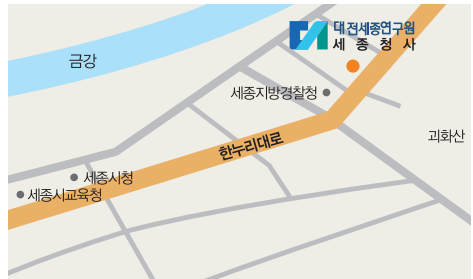 대전세종연구원
세종청사
금강
세종지방경찰청
괴화산
한누리대로
세종시청
세종시교육청